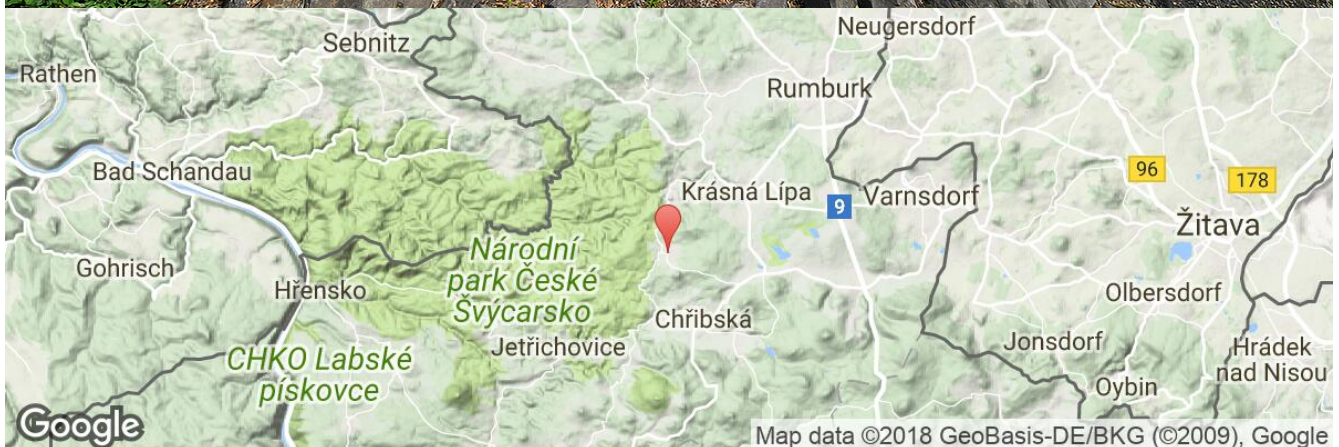 Neugersdorf
Sebnitz
Rathen
Rumburk
Bad Schandau
96
178
Krásná Lípa
9
Varnsdorf
Žitava
Národní
park České
Švýcarsko
Gohrisch
Hřensko
Olbersdorf
Chřibská
Jetřichovice
Jonsdorf
Hrádek
nad Nisou
CHKO Labské
pískovce
Oybin
Google
Map data ©2018 GeoBasis-DE/BKG (©2009), Google